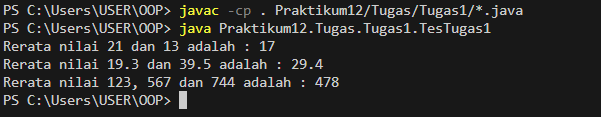 PS C:\Users\USER\OOP> javac -cp . Praktikum12/Tugas/Tugas1/*.java
PS C:\Users\USER\OOP> java Praktikum12.Tugas.Tugas1.TesTugas1
Rerata nilai 21 dan 13 adalah : 17
Rerata nilai 19.3 dan 39.5 adalah : 29.4
Rerata nilai 123, 567 dan 744 adalah : 478
PS C:\Users\USER\OOP>